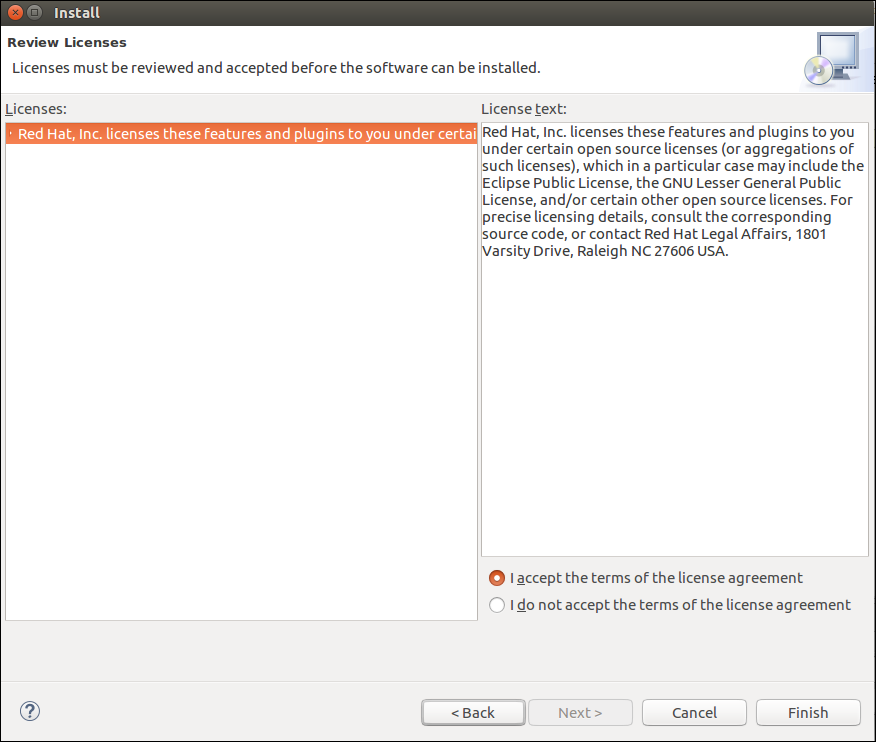 Install
Review Licenses
Licenses must be reviewed and accepted before the software can be installed.
Licenses:
Red Hat, Inc. licenses these features and plugins to you under certai
License text:
Red Hat, Inc. licenses these features and plugins to you
under certain open source licenses (or aggregations of
such licenses), which in a particular case may include the
Eclipse Public License, the GNU Lesser General Public
License, and/or certain other open source licenses. For
precise licensing details, consult the corresponding
source code, or contact Red Hat Legal Affairs, 1801
Varsity Drive, Raleigh NC 27606 USA.
I accept the terms of the license agreement
I do not accept the terms of the license agreement
?
< Back
Next >
Cancel
Finish